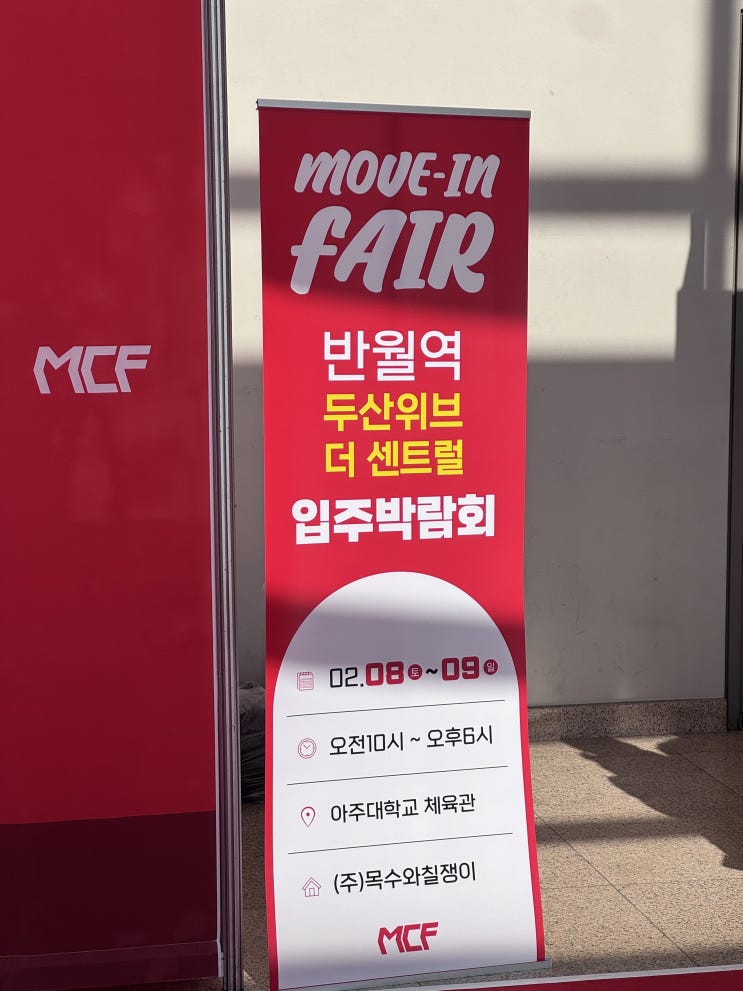 MCF
MOVE-IN
FAIR
반월역
두산위브
더 센트럴
입주박람회
02.08토~09일
오전10시 ~ 오후6시
아주대학교 체육관
(주)목수와칠쟁이
MCF